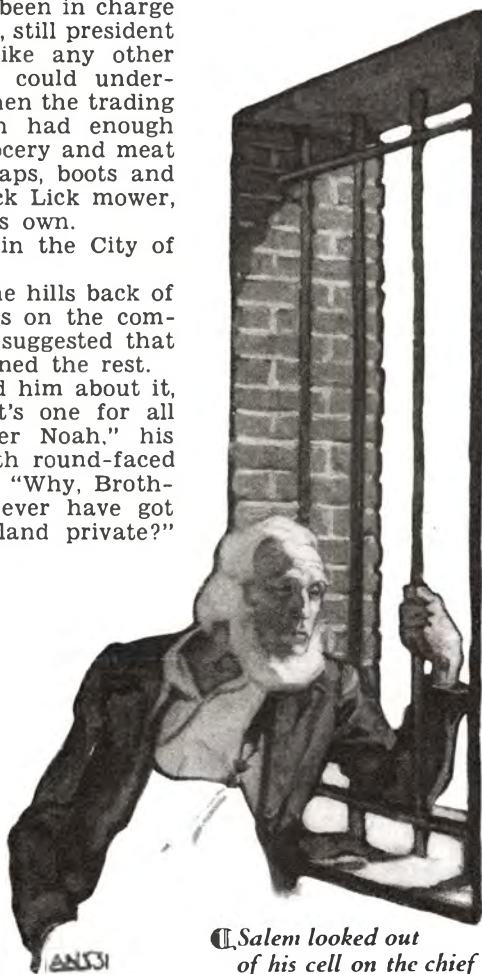 been in charge
, still president
ike any other
could under-
hen the trading
n had enough
ocery and meat
aps, boots and
ck Lick mower,
s own.
in the City of
e hills back of
s on the com-
suggested that
ned the rest.
d him about it,
t's one for all
er Noah," his
th round-faced
"Why, Broth-
ever have got
land private?"
Salem looked out
of his cell on the chief